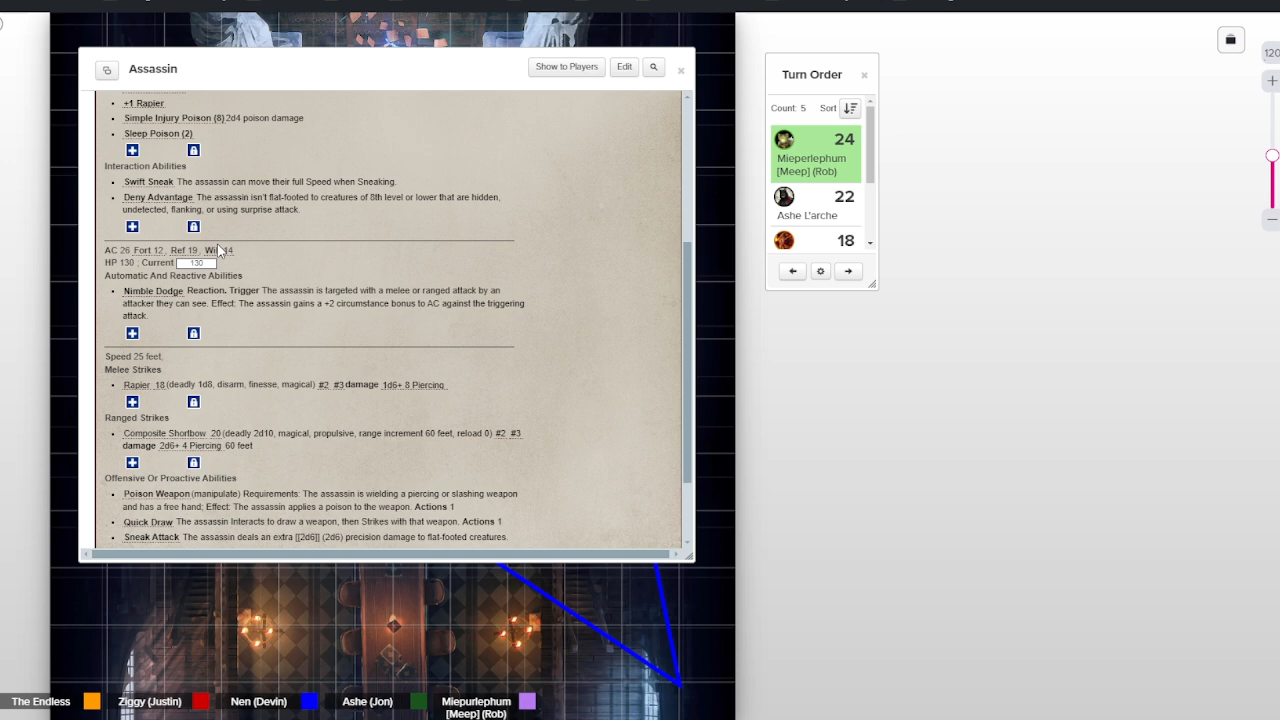 Assassin
Show to Players
Edit
+1 Rapier
Simple Injury Poison (8) 2d4 poison damage
Sleep Poison (2)
Interaction Abilities
Swift Sneak The assassin can move their full Speed when Sneaking.
Deny Advantage The assassin isn't flat-footed to creatures of 8th level or lower that are hidden,
undetected, flanking, or using surprise attack.
AC 26 Fort 12, Ref 19, Wi 14
HP 130 ; Current 130
Automatic And Reactive Abilities
Nimble Dodge Reaction. Trigger The assassin is targeted with a melee or ranged attack by an
attacker they can see. Effect: The assassin gains a +2 circumstance bonus to AC against the triggering
attack.
Speed 25 feet,
Melee Strikes
Rapier 18 (deadly 1d8, disarm, finesse, magical) #2 #3 damage 1d6+ 8 Piercing
Ranged Strikes
Composite Shortbow 20 (deadly 2d10, magical, propulsive, range increment 60 feet, reload 0) #2 #3
damage 2d6+ 4 Piercing 60 feet
Offensive Or Proactive Abilities
Poison Weapon (manipulate) Requirements: The assassin is wielding a piercing or slashing weapon
and has a free hand; Effect: The assassin applies a poison to the weapon. Actions 1
Quick Draw The assassin Interacts to draw a weapon, then Strikes with that weapon. Actions 1
Sneak Attack The assassin deals an extra [[2d6]] (2d6) precision damage to flat-footed creatures.
Turn Order
Count: 5 Sort
24
Mieperlephum
[Meep] (Rob)
22
Ashe L'arche
18
120
The Endless
Ziggy (Justin)
Nen (Devin)
Ashe (Jon)
Miepurlephum
[Meep] (Rob)